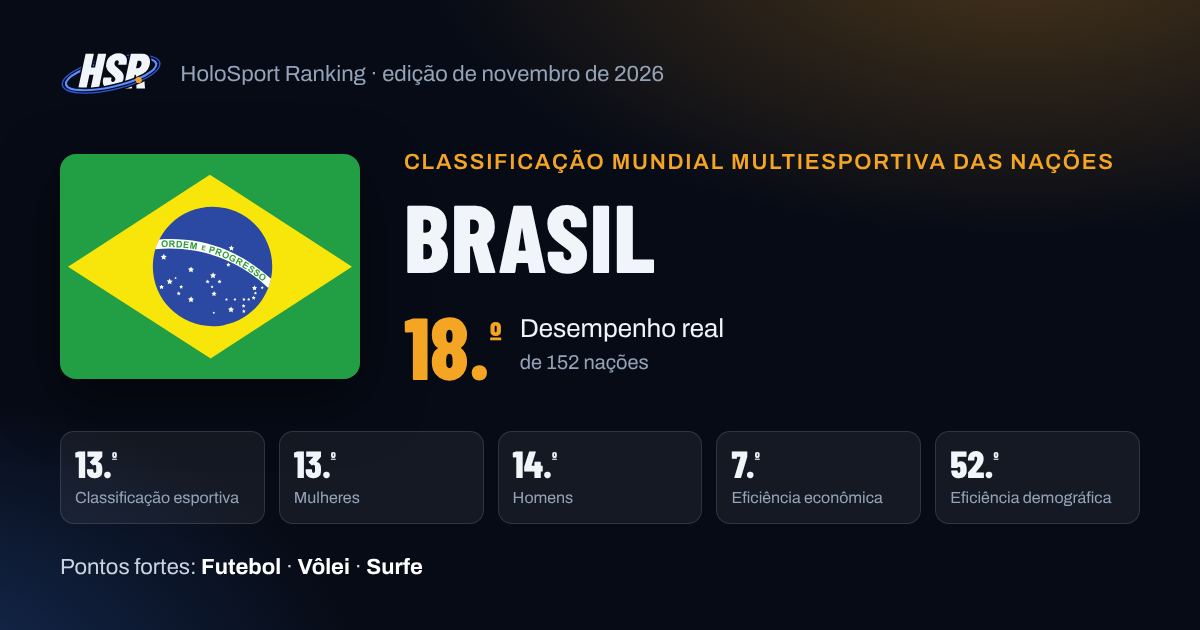 HSR
HoloSport Ranking · edição de novembro de 2026
CLASSIFICAÇÃO MUNDIAL MULTIESPORTIVA DAS NAÇÕES
ORDEM E PROGRESSO
BRASIL
18.º
Desempenho real
de 152 nações
13.º
Classificação esportiva
13.º
Mulheres
14.º
Homens
7.º
Eficiência econômica
52.º
Eficiência demográfica
Pontos fortes: Futebol · Vôlei · Surfe